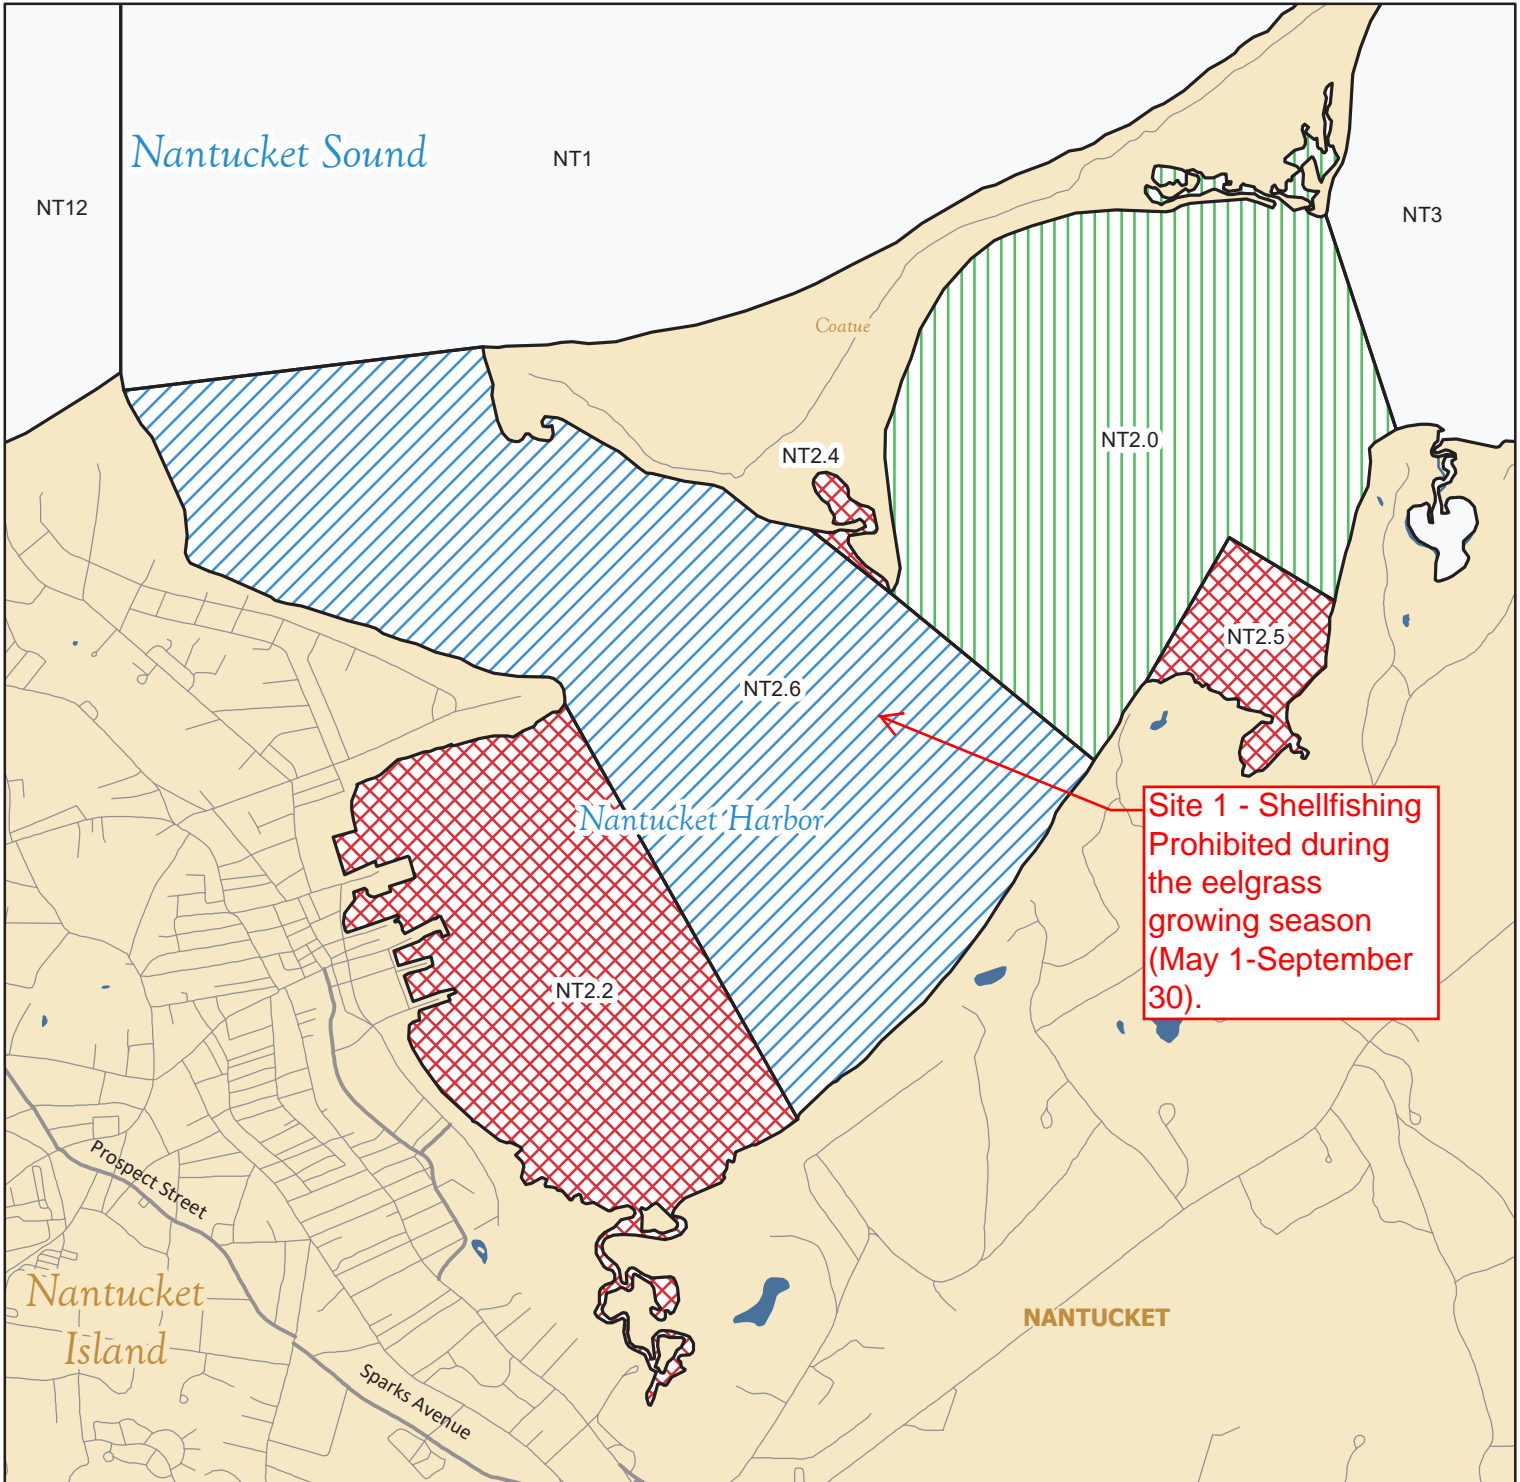 Nantucket Sound
NT1
NT12
NT3
Coatue
NT2.0
NT2.4
NT2.5
NT2.6
Nantucket Harbor
Site 1 - Shellfishing
Prohibited during
the eelgrass
growing season
(May 1-September
30).
NT2.2
Prospect Street
Nantucket
Island
NANTUCKET
Sparks Avenue